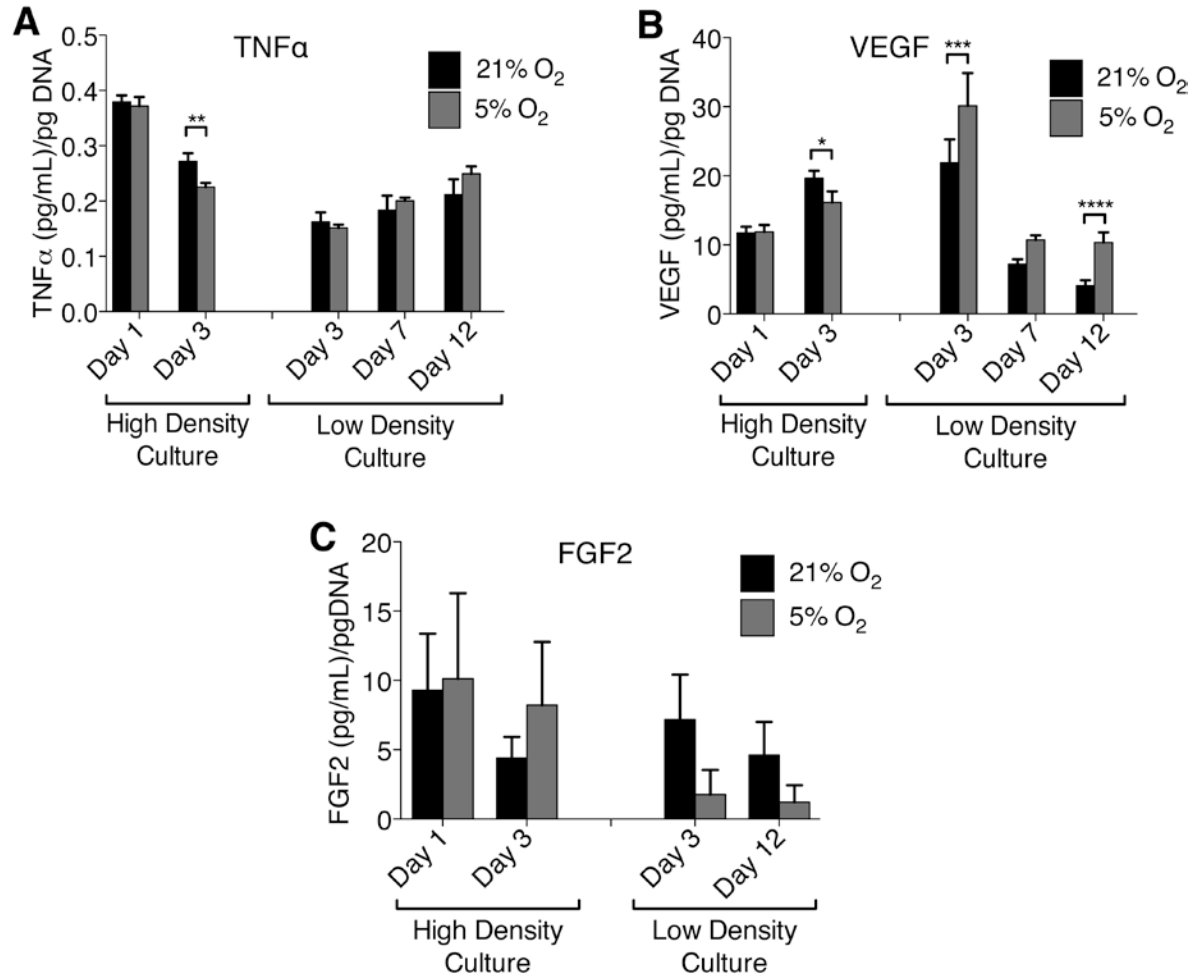 A
TNFα
21% O2
5% O2
TNFα (pg/mL)/pg DNA
0.5
0.4
0.3
0.2
0.1
0.0
**
Day 1
Day 3
Day 3
Day 7
Day 12
High Density
Culture
Low Density
Culture
B
VEGF
21% O2
5% O2
VEGF (pg/mL)/pg DNA
40
30
20
10
0
*
***
****
Day 1
Day 3
Day 3
Day 7
Day 12
High Density
Culture
Low Density
Culture
C
FGF2
21% O2
5% O2
FGF2 (pg/mL)/pgDNA
20
15
10
5
0
Day 1
Day 3
Day 3
Day 12
High Density
Culture
Low Density
Culture